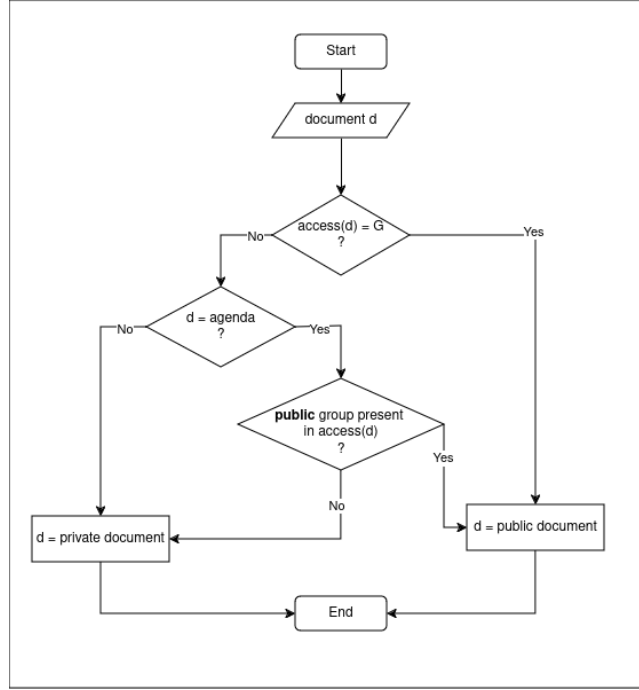 Start
document d
access(d) = G
?
No
Yes
d = agenda
?
No
Yes
public group present
in access(d)
?
Yes
No
d = private document
d = public document
End